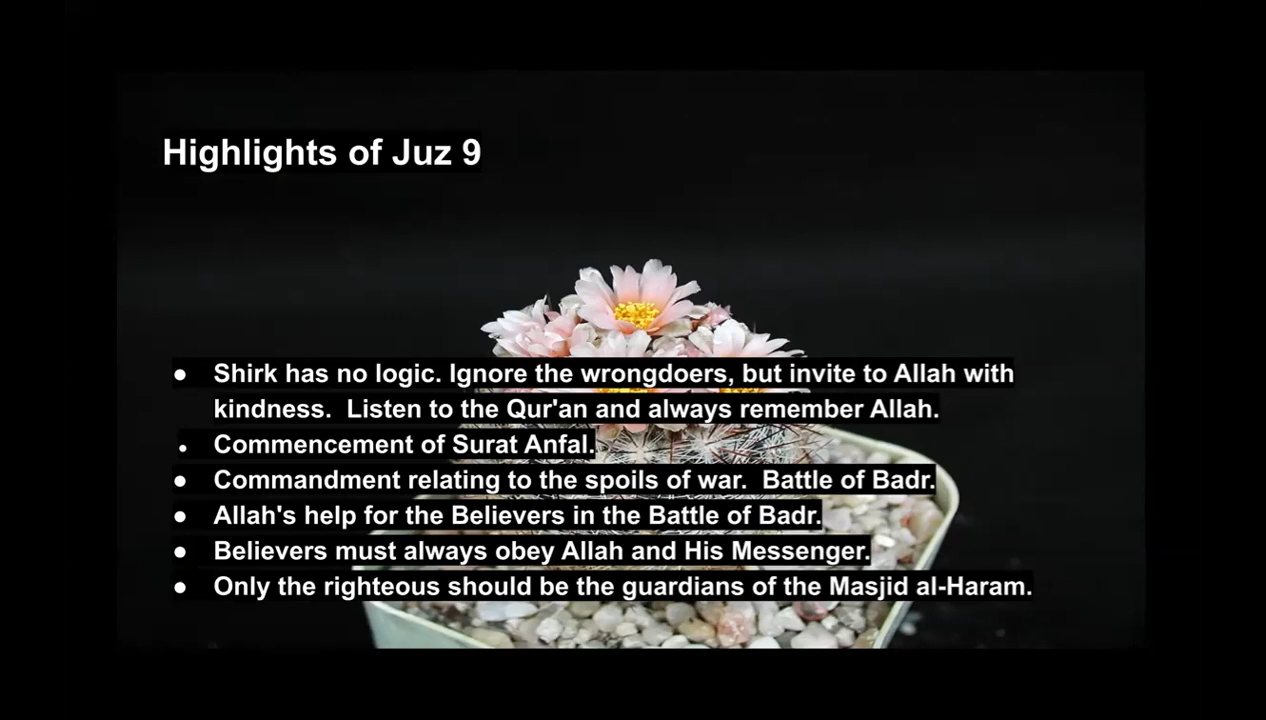 Highlights of Juz 9
● Shirk has no logic. Ignore the wrongdoers, but invite to Allah with
kindness.  Listen to the Qur'an and always remember Allah.
● Commencement of Surat Anfal.
● Commandment relating to the spoils of war.  Battle of Badr.
● Allah's help for the Believers in the Battle of Badr.
● Believers must always obey Allah and His Messenger.
● Only the righteous should be the guardians of the Masjid al-Haram.